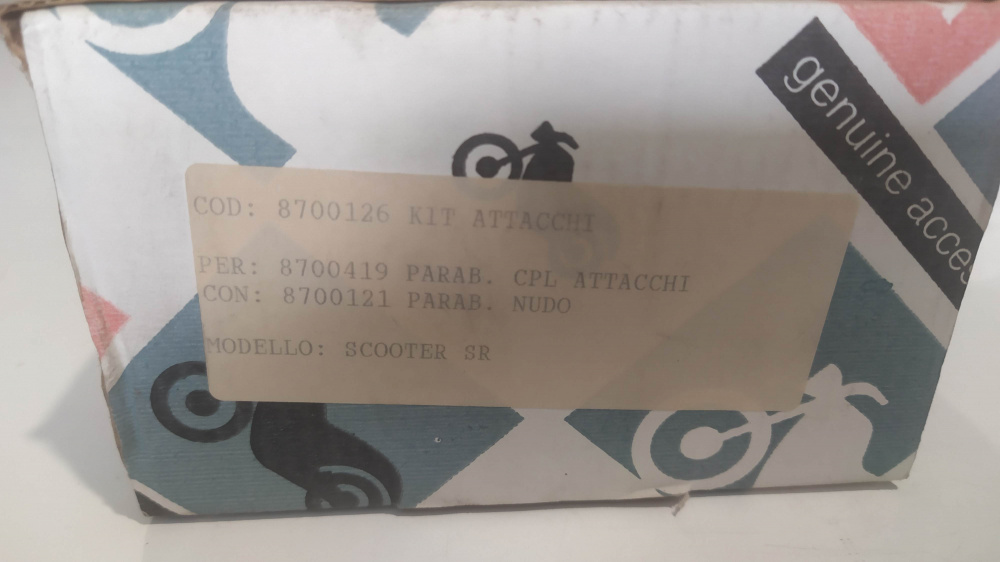 genuine acces
COD: 8700126 KIT ATTACCHI
PER: 8700419 PARAB. CPL ATTACCHI
CON: 8700121 PARAB. NUDO
MODELLO: SCOOTER SR